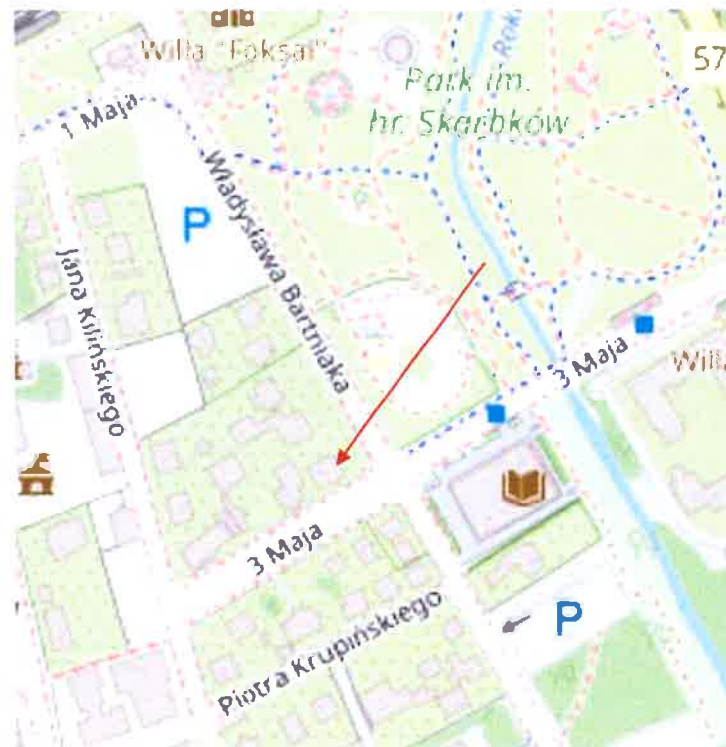 Willa "Foksal"
Rok
57
Park im.
hr. Skarbków
1 Maja
Władysława Bartniaka
P
Jana Kilińskiego
3 Maja
Willa
3 Maja
Piotra Krupińskiego
P